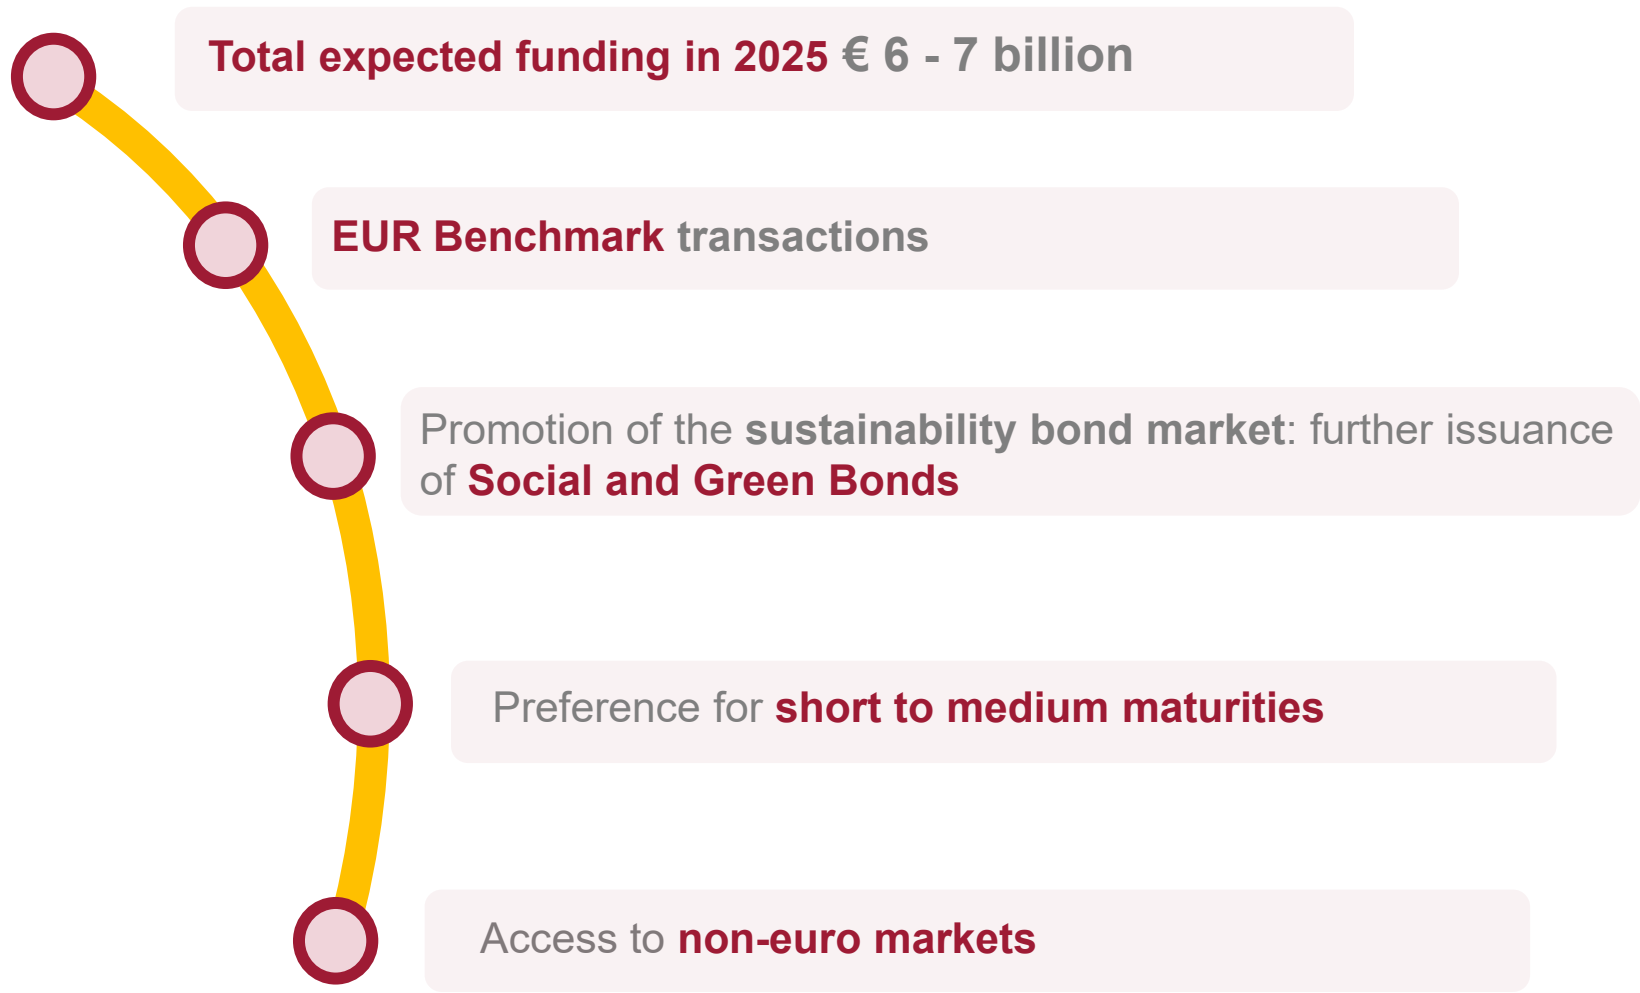 Total expected funding in 2025 € 6 - 7 billion
EUR Benchmark transactions
Promotion of the sustainability bond market: further issuance
of Social and Green Bonds
Preference for short to medium maturities
Access to non-euro markets